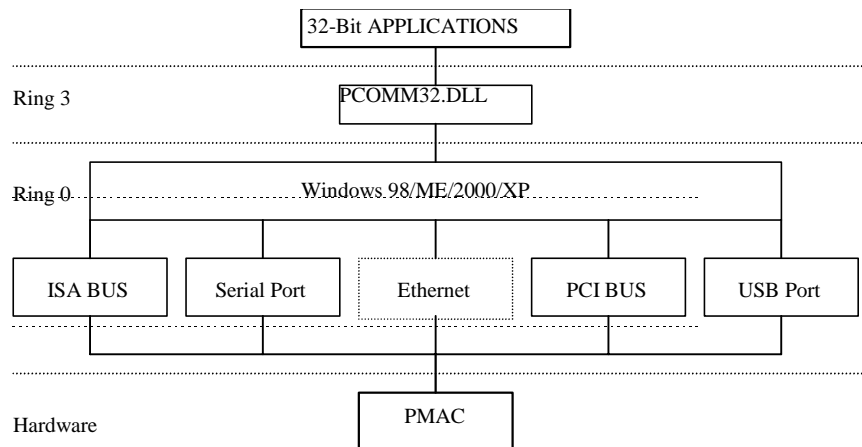 32-Bit APPLICATIONS
Ring 3
PCOMM32.DLL
Ring 0
Windows 98/ME/2000/XP
ISA BUS
Serial Port
Ethernet
PCI BUS
USB Port
PMAC
Hardware